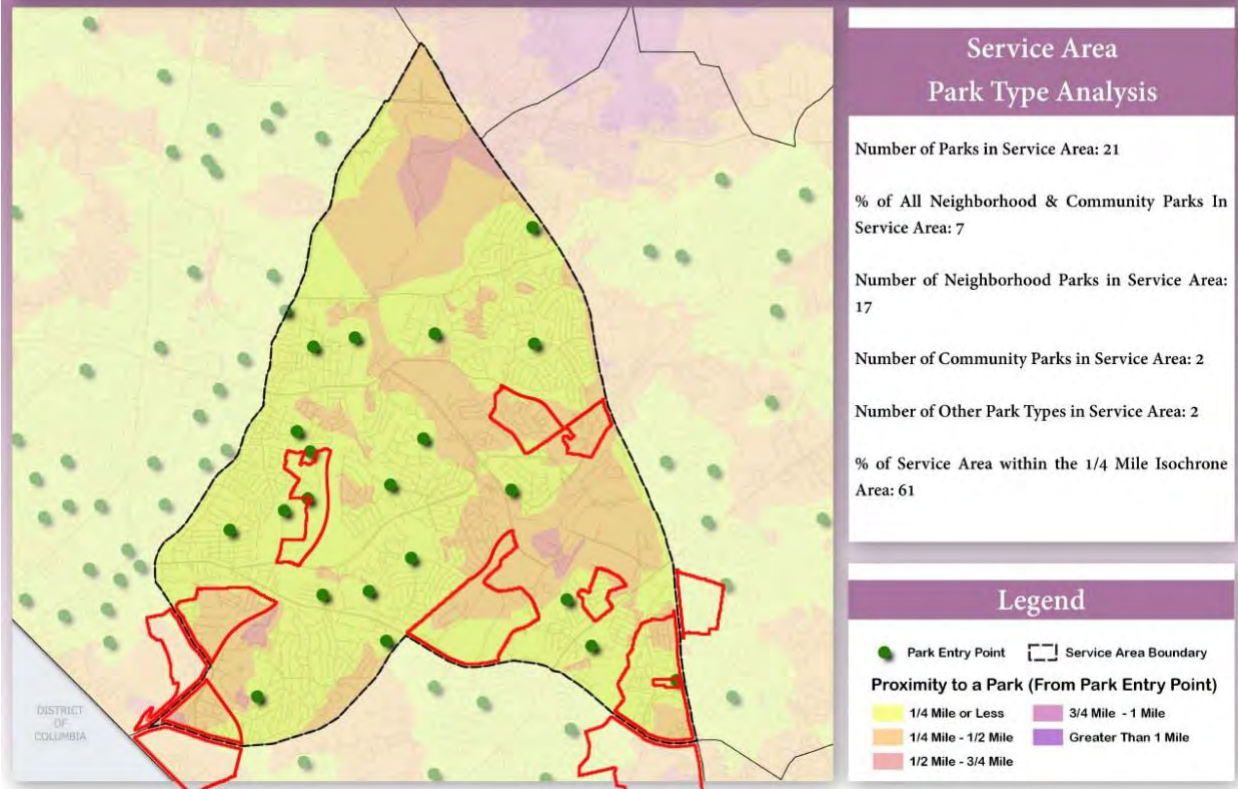 Service Area
Park Type Analysis
Number of Parks in Service Area: 21
% of All Neighborhood & Community Parks In
Service Area: 7
Number of Neighborhood Parks in Service Area:
17
Number of Community Parks in Service Area: 2
Number of Other Park Types in Service Area: 2
% of Service Area within the 1/4 Mile Isochrone
Area: 61
DISTRICT
OF
COLUMBIA
Legend
Park Entry Point
Service Area Boundary
Proximity to a Park (From Park Entry Point)
1/4 Mile or Less
3/4 Mile - 1 Mile
1/4 Mile - 1/2 Mile
Greater Than 1 Mile
1/2 Mile - 3/4 Mile